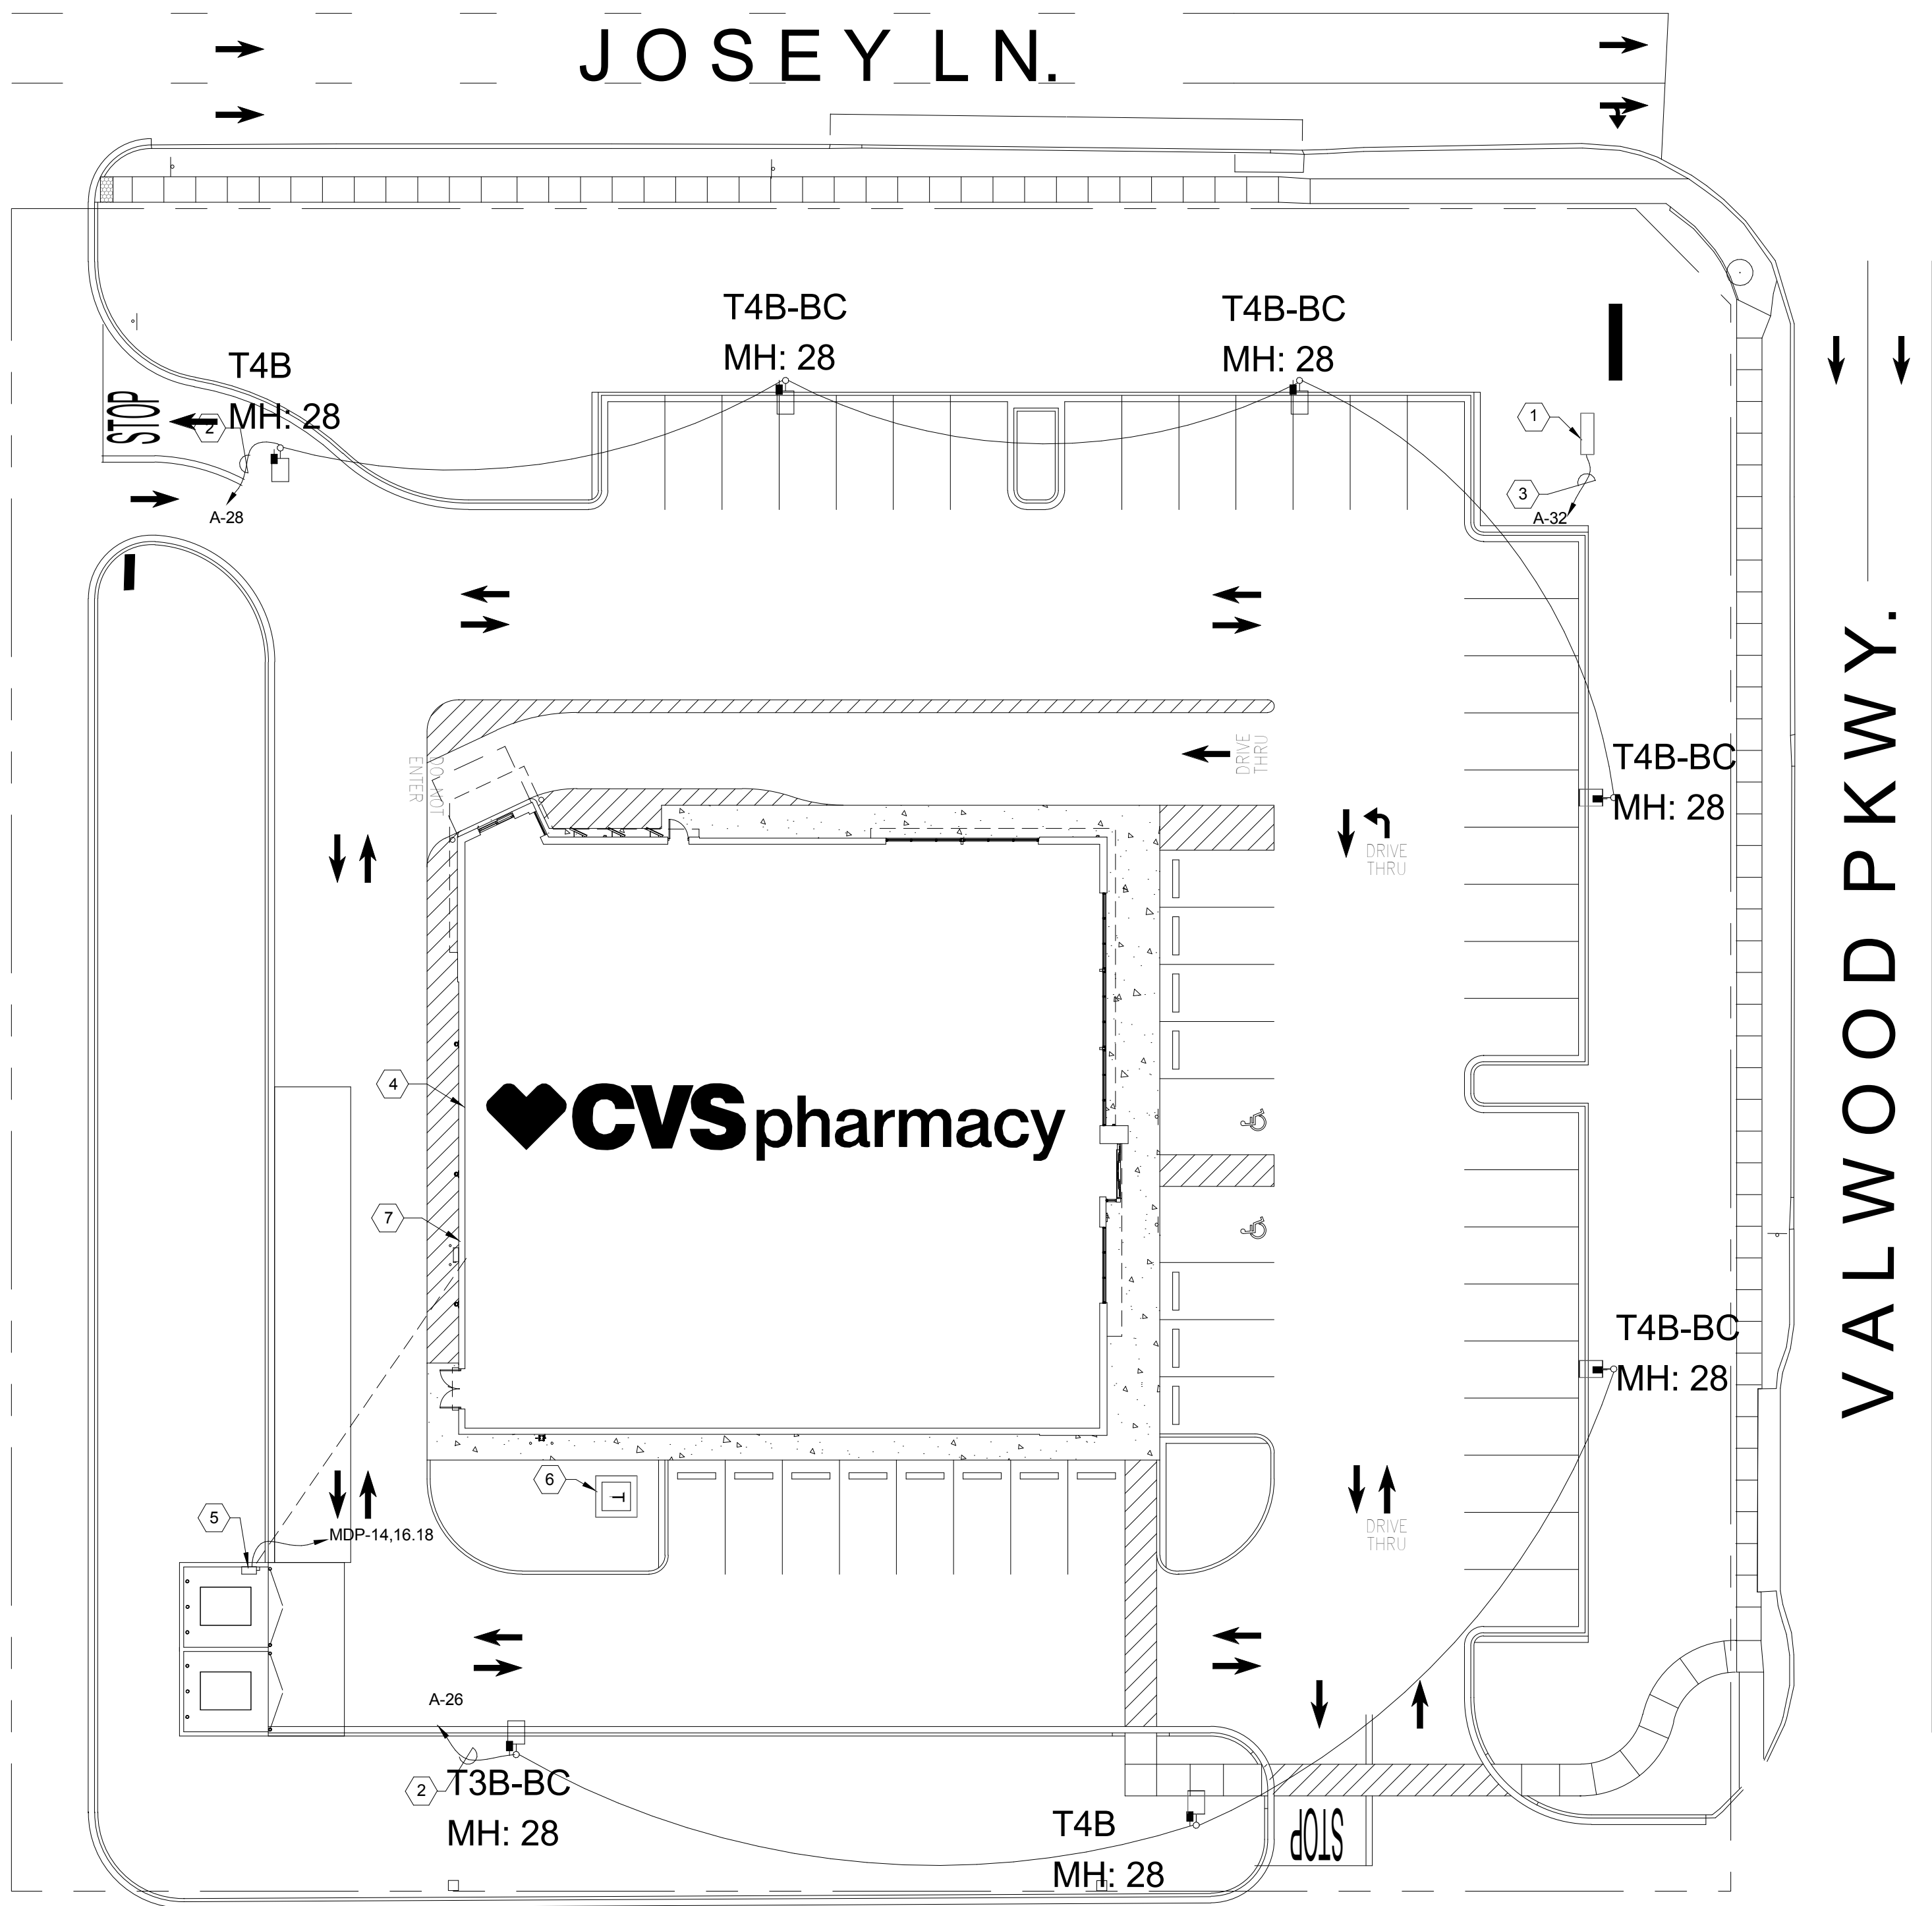 JOSEY LN.
T4B-BC
MH: 28
T4B-BC
MH: 28
T4B
MH: 28
STOP
2
A-28
1
3
A-32
VALWOOD PKWY.
DRIVE
THRU
DO NOT
ENTER
T4B-BC
MH: 28
DRIVE
THRU
4
CVS pharmacy
7
T4B-BC
MH: 28
6
T
5
MDP-14,16.18
DRIVE
THRU
A-26
2
T3B-BC
MH: 28
T4B
MH: 28
STOP